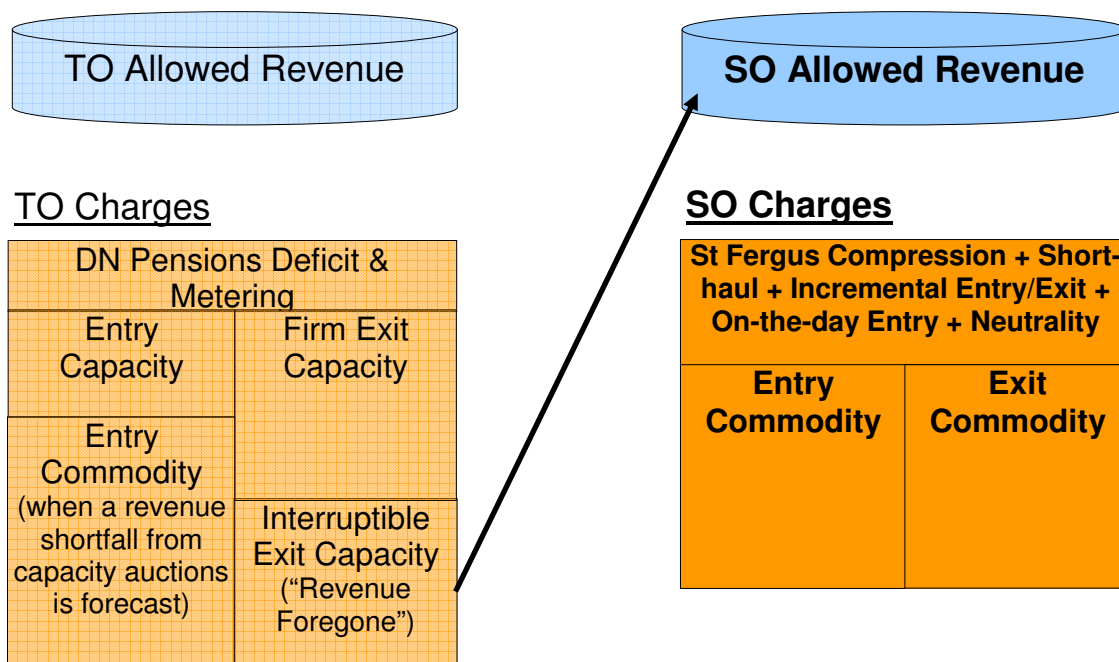 TO Allowed Revenue
SO Allowed Revenue
TO Charges
DN Pensions Deficit &
Metering
Entry
Capacity
Firm Exit
Capacity
Entry
Commodity
(when a revenue
shortfall from
capacity auctions
is forecast)
Interruptible
Exit Capacity
(“Revenue
Foregone”)
SO Charges
St Fergus Compression + Short-
haul + Incremental Entry/Exit +
On-the-day Entry + Neutrality
Entry
Commodity
Exit
Commodity